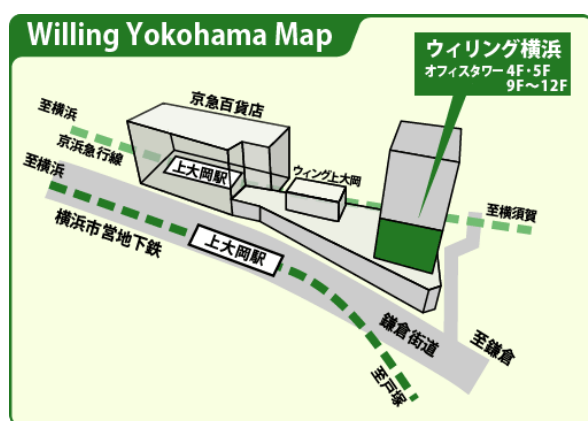 Willing Yokohama Map
ウィリング横浜
オフィスタワー 4F・5F
9F～12F
京急百貨店
至横浜
京浜急行線
上大岡駅
ウィング上大岡
至横浜
至横須賀
横浜市営地下鉄
上大岡駅
鎌倉街道
至鎌倉
至戸塚